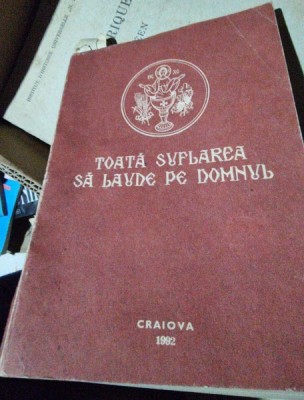 TOATĂ SUFLAREA
SĂ LAUDE PE DOMNUL
CRAIOVA
1992